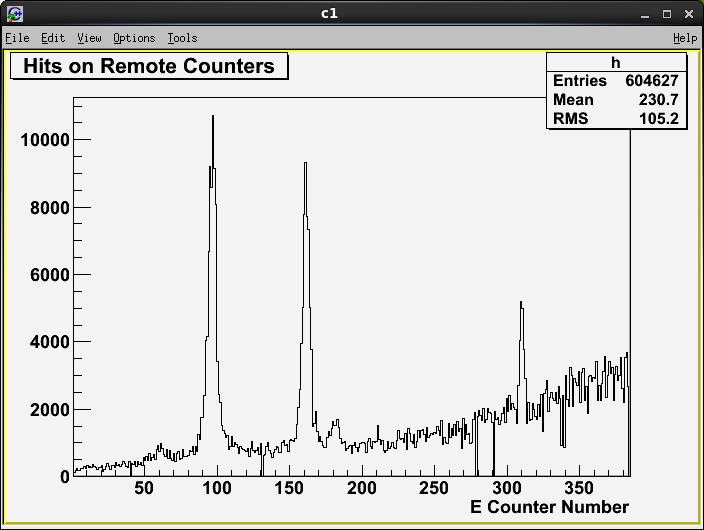 c1
File Edit View Options Tools Help
Hits on Remote Counters
h
Entries 604627
Mean 230.7
RMS 105.2
10000
8000
6000
4000
2000
0
50 100 150 200 250 300 350
E Counter Number